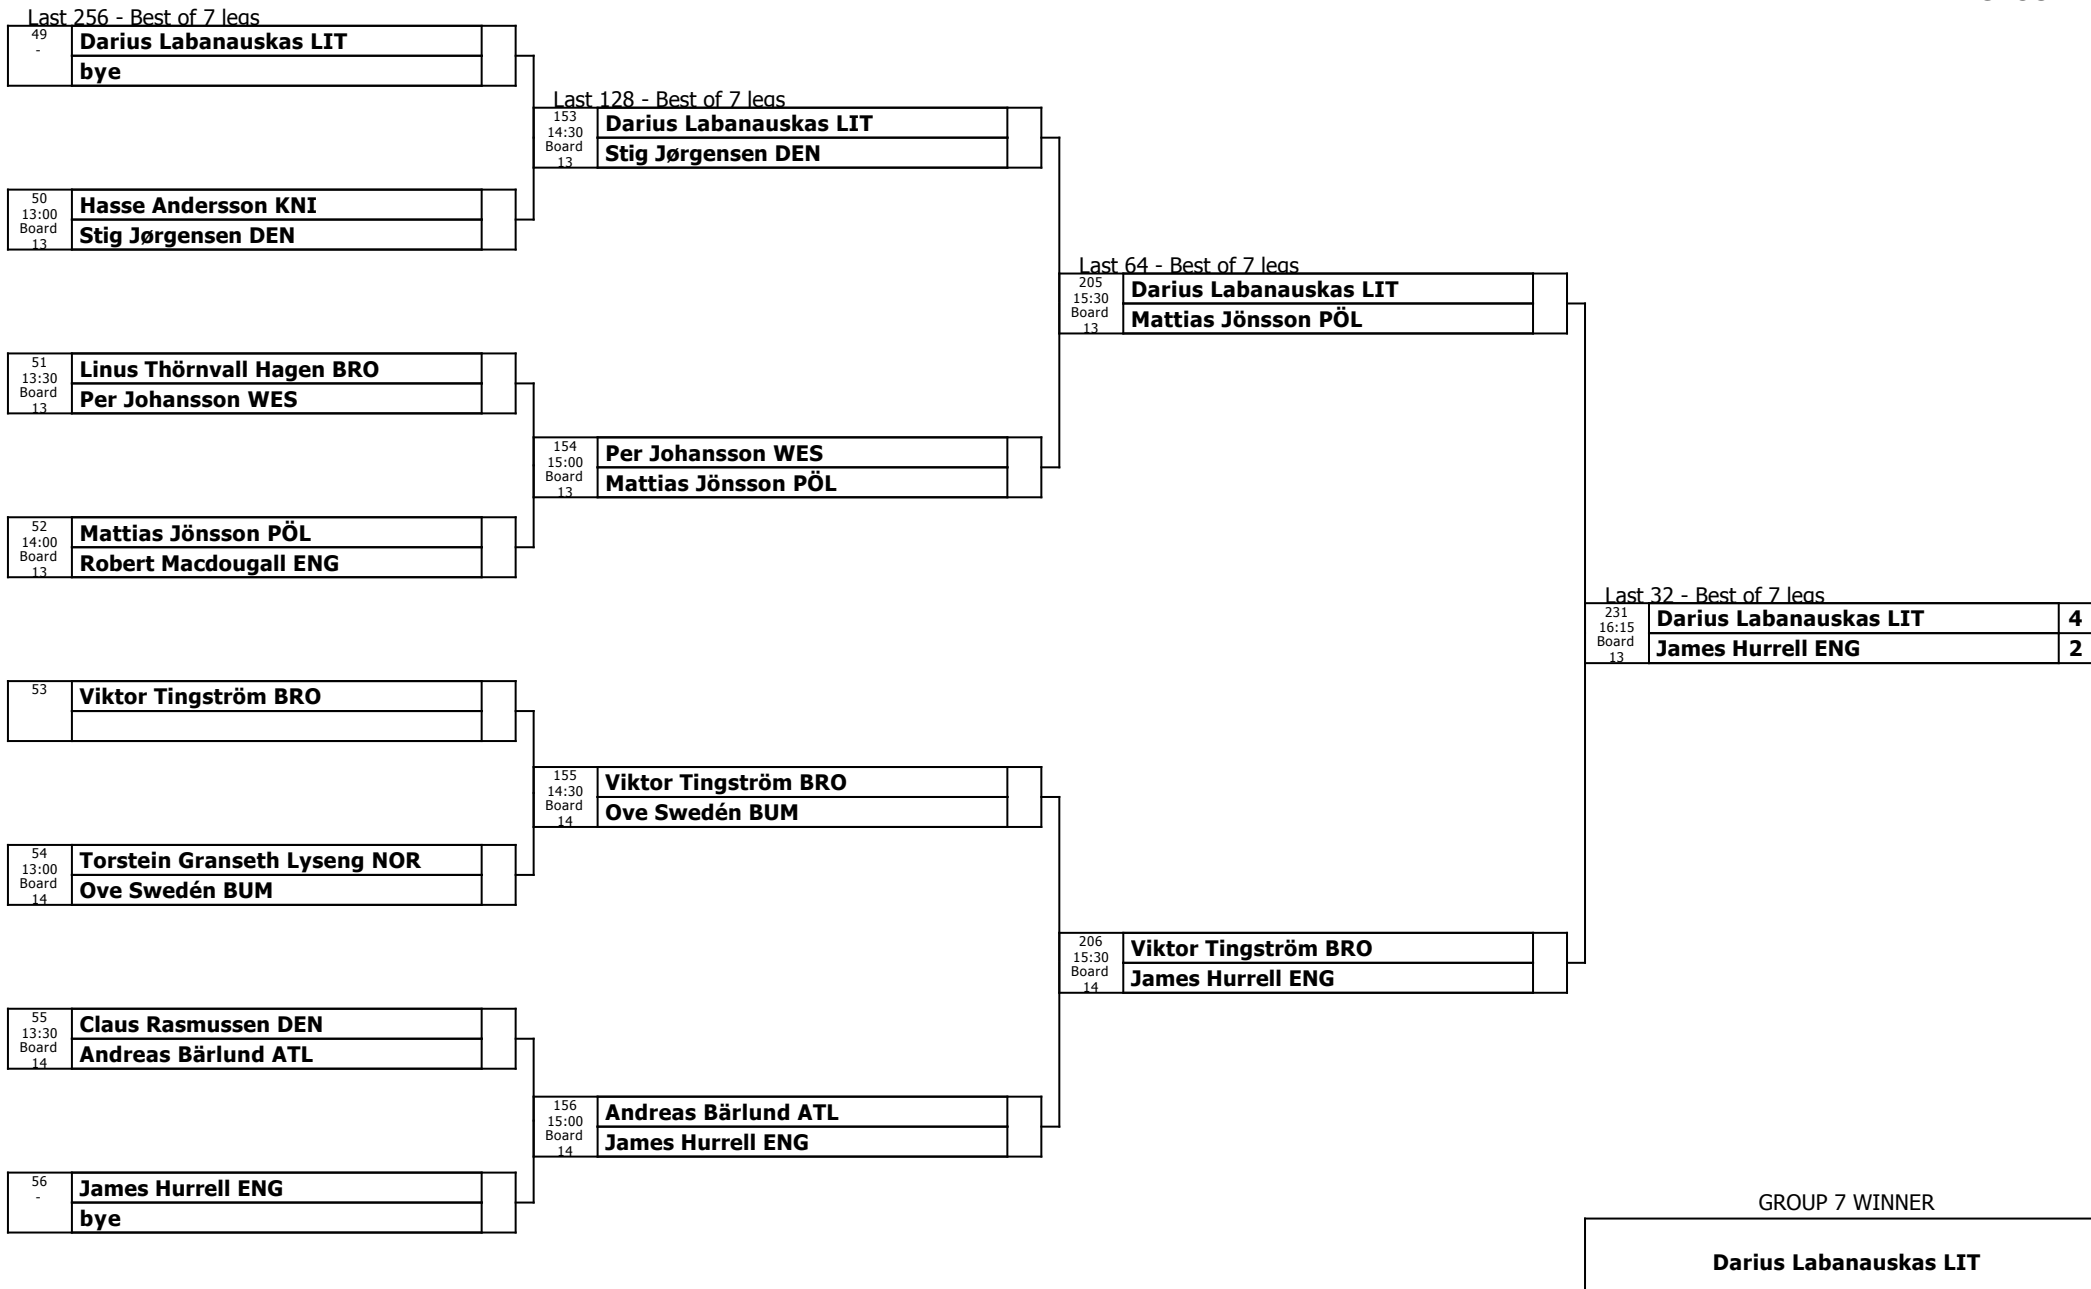 Last 256 - Best of 7 legs
49
-
Darius Labanauskas LIT
bye
50
13:00
Board
13
Hasse Andersson KNI
Stig Jørgensen DEN
51
13:30
Board
13
Linus Thörnvall Hagen BRO
Per Johansson WES
52
14:00
Board
13
Mattias Jönsson PÖL
Robert Macdougall ENG
53
Viktor Tingström BRO
54
13:00
Board
14
Torstein Granseth Lyseng NOR
Ove Swedén BUM
55
13:30
Board
14
Claus Rasmussen DEN
Andreas Bärlund ATL
56
-
James Hurrell ENG
bye
Last 128 - Best of 7 legs
153
14:30
Board
13
Darius Labanauskas LIT
Stig Jørgensen DEN
154
15:00
Board
13
Per Johansson WES
Mattias Jönsson PÖL
155
14:30
Board
14
Viktor Tingström BRO
Ove Swedén BUM
156
15:00
Board
14
Andreas Bärlund ATL
James Hurrell ENG
Last 64 - Best of 7 legs
205
15:30
Board
13
Darius Labanauskas LIT
Mattias Jönsson PÖL
206
15:30
Board
14
Viktor Tingström BRO
James Hurrell ENG
Last 32 - Best of 7 legs
231
16:15
Board
13
Darius Labanauskas LIT 4
James Hurrell ENG 2
GROUP 7 WINNER
Darius Labanauskas LIT